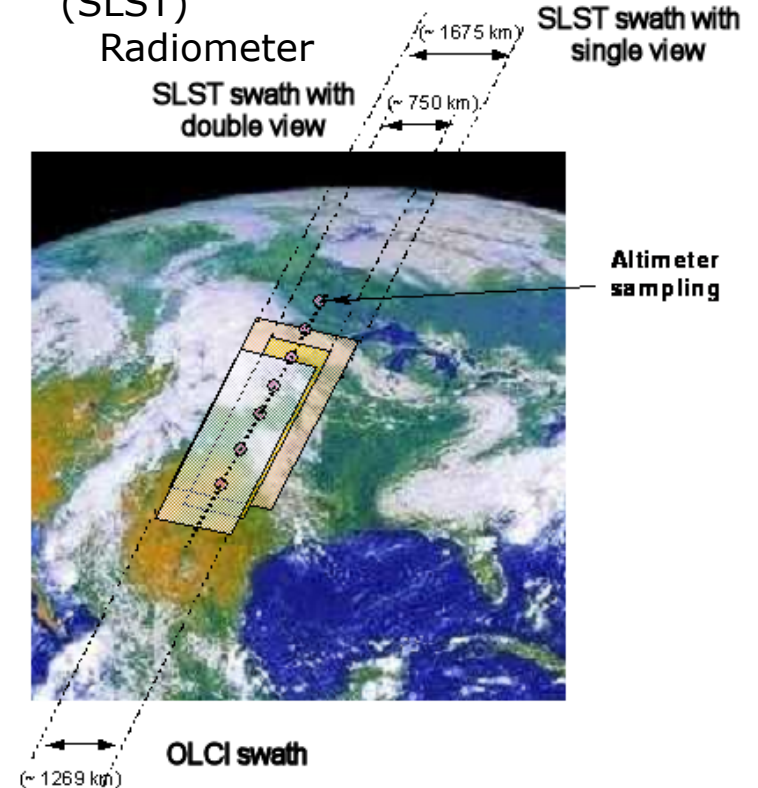 (SLST)
Radiometer
SLST swath with
single view
(~ 1675 km)
SLST swath with
double view
(~ 750 km)
Altimeter
sampling
OLCI swath
(~ 1269 km)